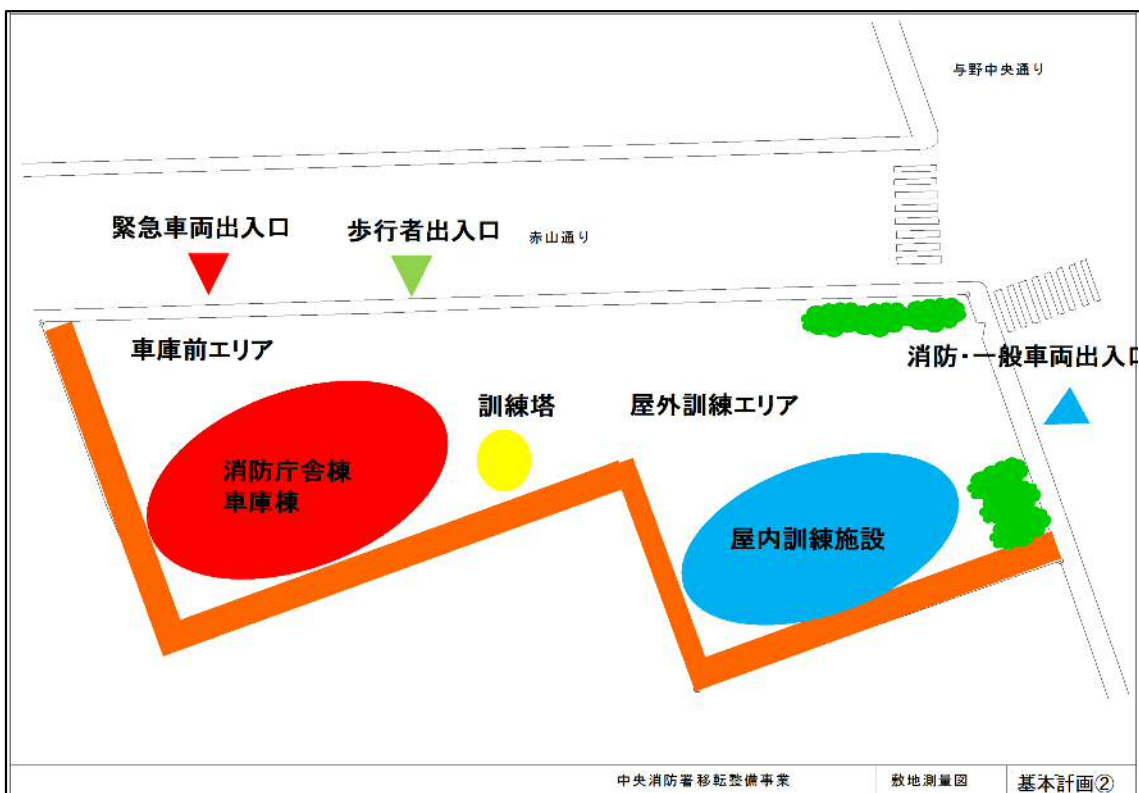 与野中央通り
緊急車両出入口
歩行者出入口
赤山通り
車庫前エリア
消防・一般車両出入口
訓練塔
屋外訓練エリア
消防庁舎棟
車庫棟
屋内訓練施設
中央消防署移転整備事業
敷地測量図
基本計画②